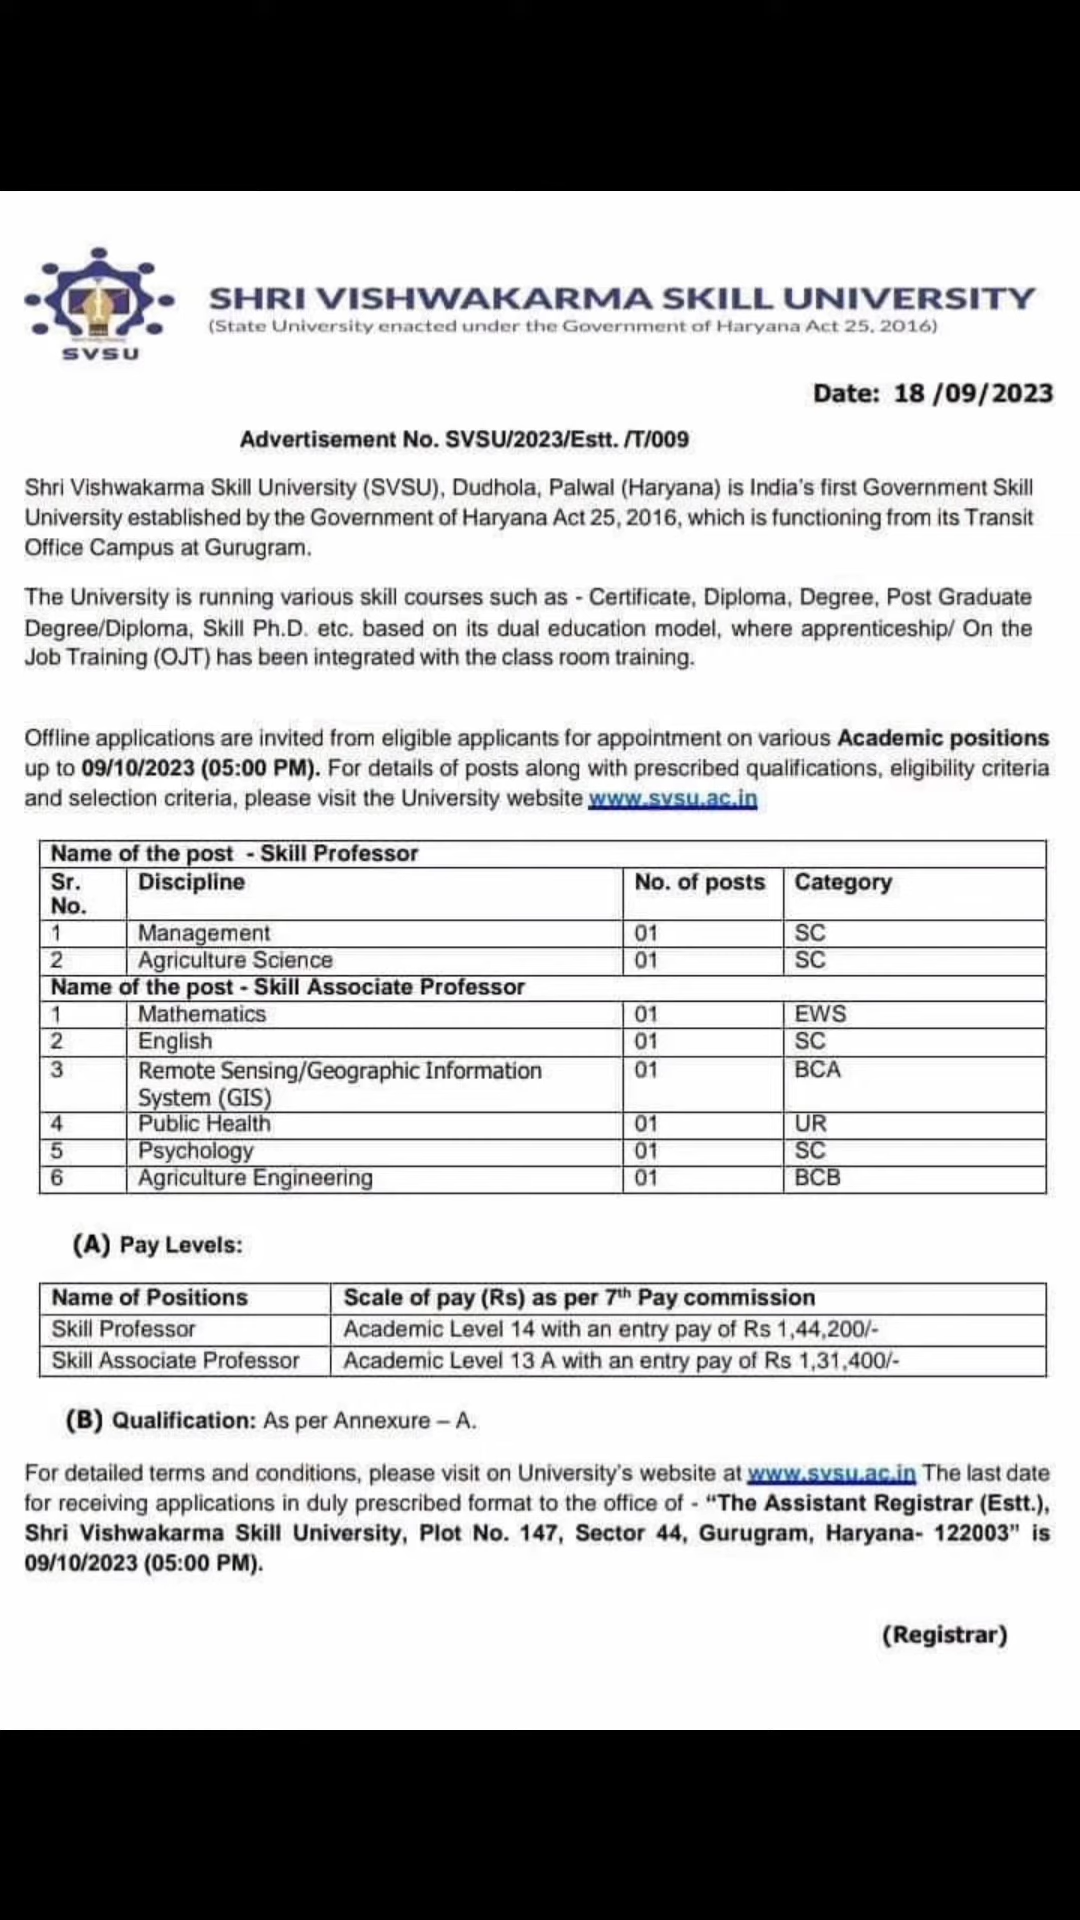 SVSU
SHRI VISHWAKARMA SKILL UNIVERSITY
(State University enacted under the Government of Haryana Act 25, 2016)
Date: 18 /09/2023
Advertisement No. SVSU/2023/Estt. /T/009
Shri Vishwakarma Skill University (SVSU), Dudhola, Palwal (Haryana) is India's first Government Skill
University established by the Government of Haryana Act 25, 2016, which is functioning from its Transit
Office Campus at Gurugram.
The University is running various skill courses such as - Certificate, Diploma, Degree, Post Graduate
Degree/Diploma, Skill Ph.D. etc. based on its dual education model, where apprenticeship/ On the
Job Training (OJT) has been integrated with the class room training.
Offline applications are invited from eligible applicants for appointment on various Academic positions
up to 09/10/2023 (05:00 PM). For details of posts along with prescribed qualifications, eligibility criteria
and selection criteria, please visit the University website www.svsu.ac.in
Name of the post - Skill Professor
Sr. No. Discipline No. of posts Category
1 Management 01 SC
2 Agriculture Science 01 SC
Name of the post - Skill Associate Professor
1 Mathematics 01 EWS
2 English 01 SC
3 Remote Sensing/Geographic Information System (GIS) 01 BCA
4 Public Health 01 UR
5 Psychology 01 SC
6 Agriculture Engineering 01 BCB
(A) Pay Levels:
Name of Positions Scale of pay (Rs) as per 7th Pay commission
Skill Professor Academic Level 14 with an entry pay of Rs 1,44,200/-
Skill Associate Professor Academic Level 13 A with an entry pay of Rs 1,31,400/-
(B) Qualification: As per Annexure – A.
For detailed terms and conditions, please visit on University's website at www.svsu.ac.in The last date
for receiving applications in duly prescribed format to the office of - "The Assistant Registrar (Estt.),
Shri Vishwakarma Skill University, Plot No. 147, Sector 44, Gurugram, Haryana- 122003" is
09/10/2023 (05:00 PM).
(Registrar)